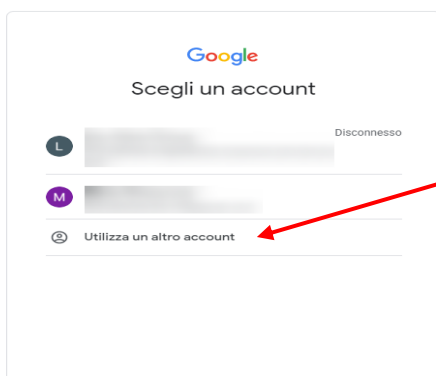 Google
Scegli un account
Disconnesso
L
M
Utilizza un altro account